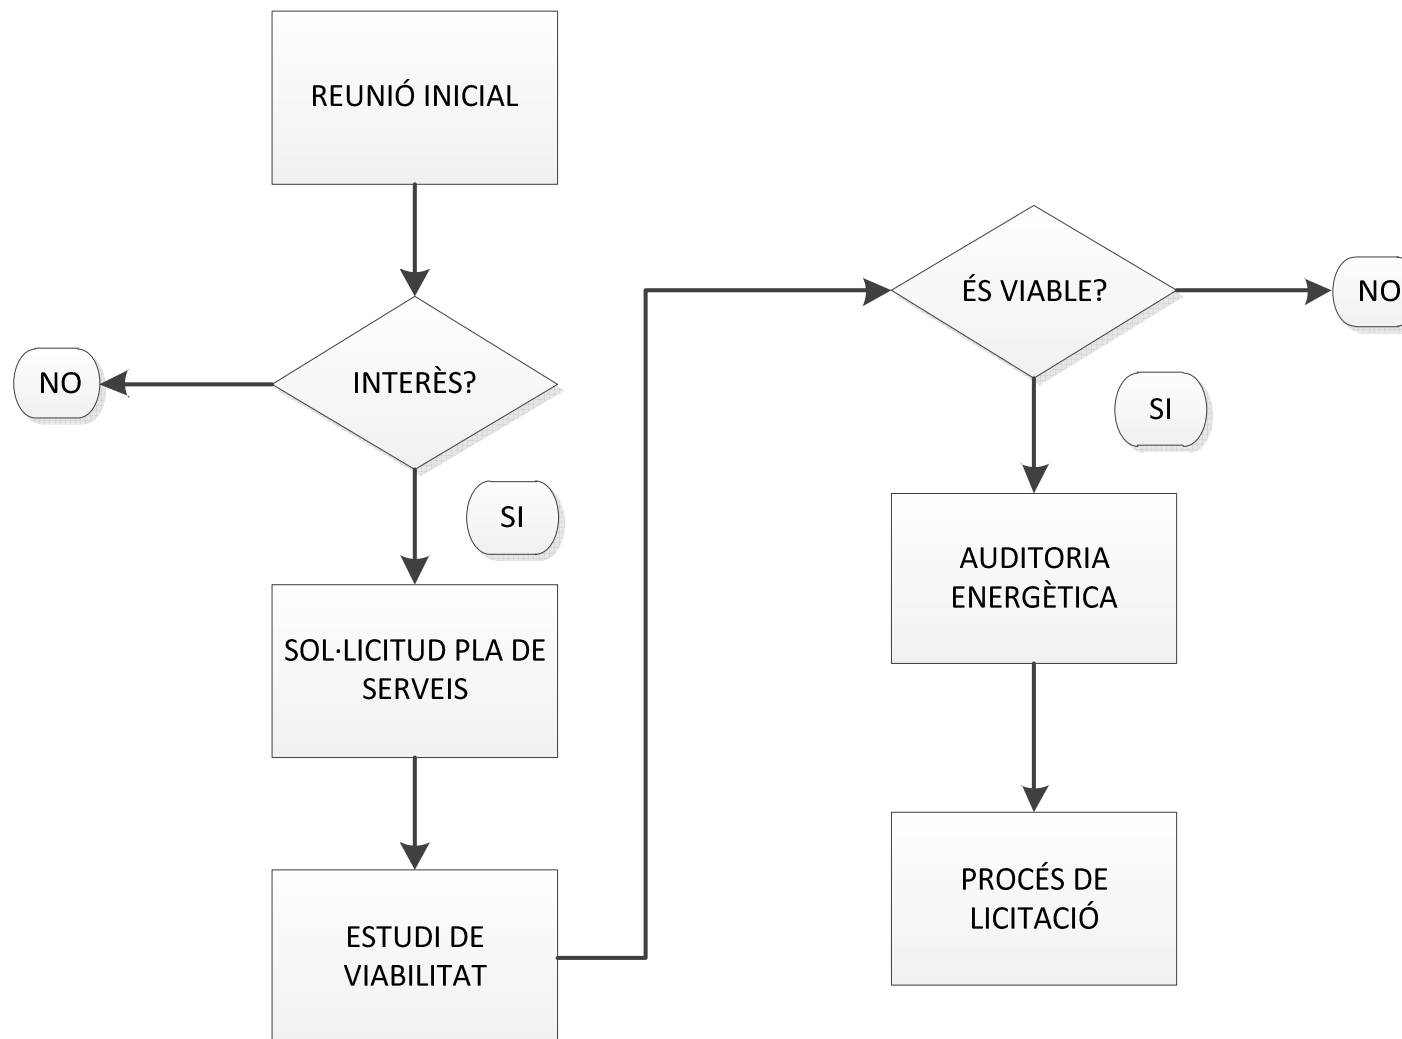 REUNIÓ INICIAL
INTERÈS?
NO
SI
SOL·LICITUD PLA DE
SERVEIS
ESTUDI DE
VIABILITAT
ÉS VIABLE?
NO
SI
AUDITORIA
ENERGÈTICA
PROCÉS DE
LICITACIÓ